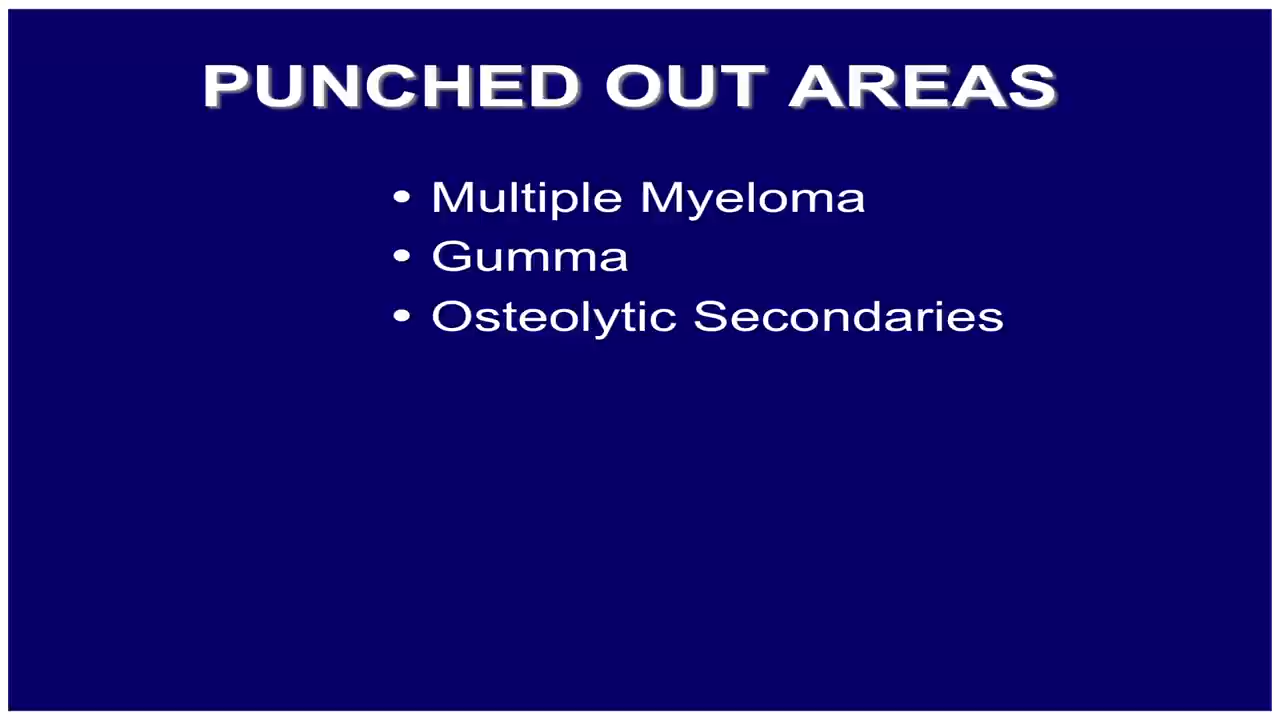 PUNCHED OUT AREAS
• Multiple Myeloma
• Gumma
• Osteolytic Secondaries